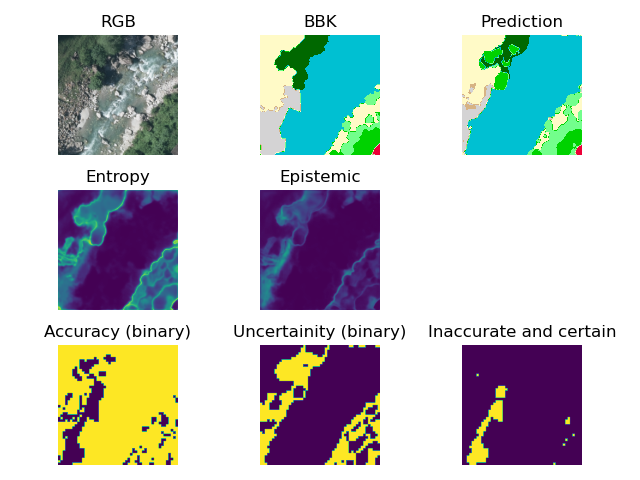 RGB
BBK
Prediction
Entropy
Epistemic
Accuracy (binary)
Uncertainity (binary)
Inaccurate and certain